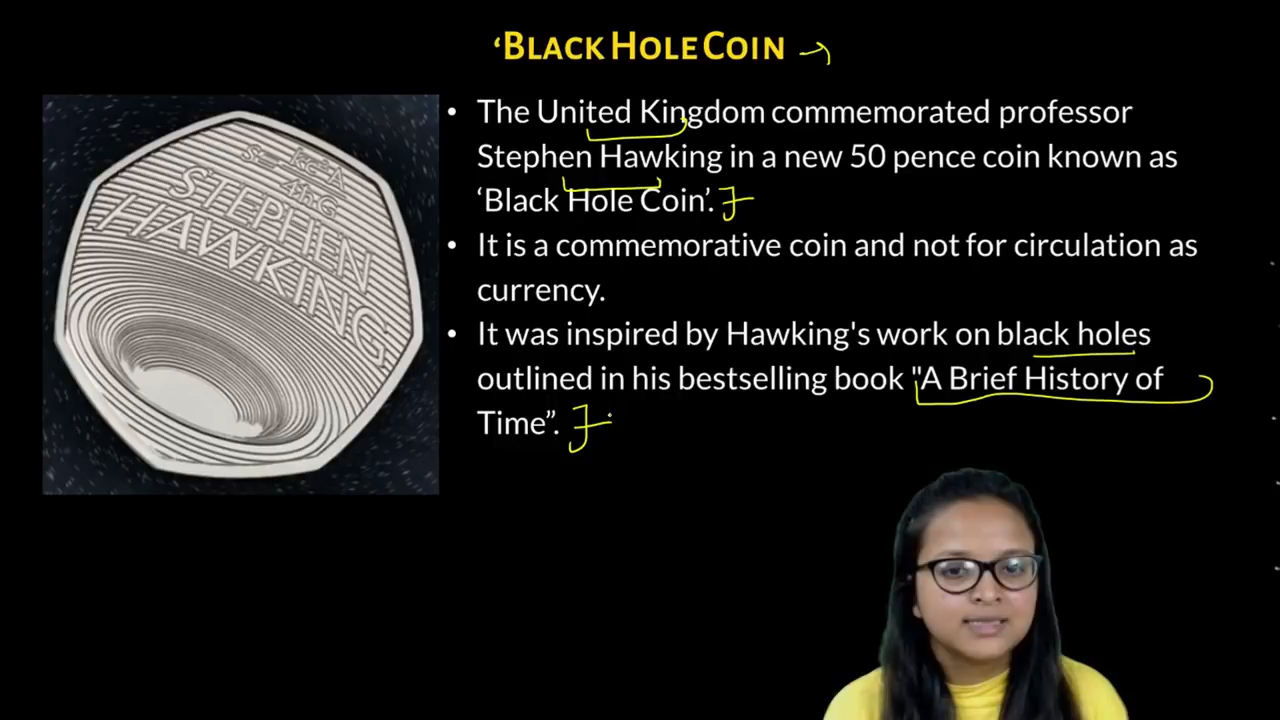 ‘BLACK HOLE COIN
The United Kingdom commemorated professor
Stephen Hawking in a new 50 pence coin known as
‘Black Hole Coin’.
It is a commemorative coin and not for circulation as
currency.
It was inspired by Hawking's work on black holes
outlined in his bestselling book "A Brief History of
Time”.
STEPHEN
HAWKING